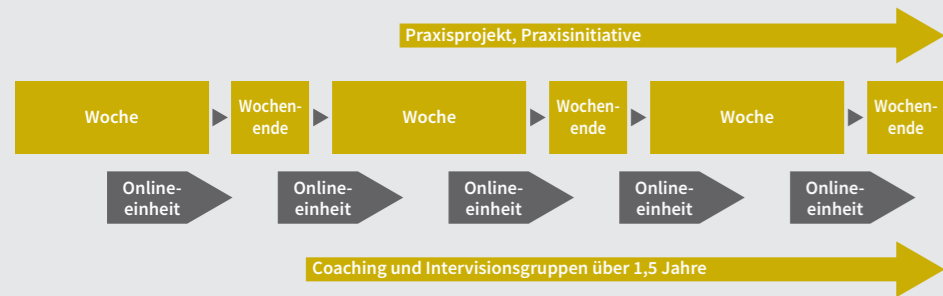 Praxisprojekt, Praxisinitiative
Woche
Wochen-
ende
Woche
Wochen-
ende
Woche
Wochen-
ende
Online-
einheit
Online-
einheit
Online-
einheit
Online-
einheit
Online-
einheit
Coaching und Intervisionsgruppen über 1,5 Jahre